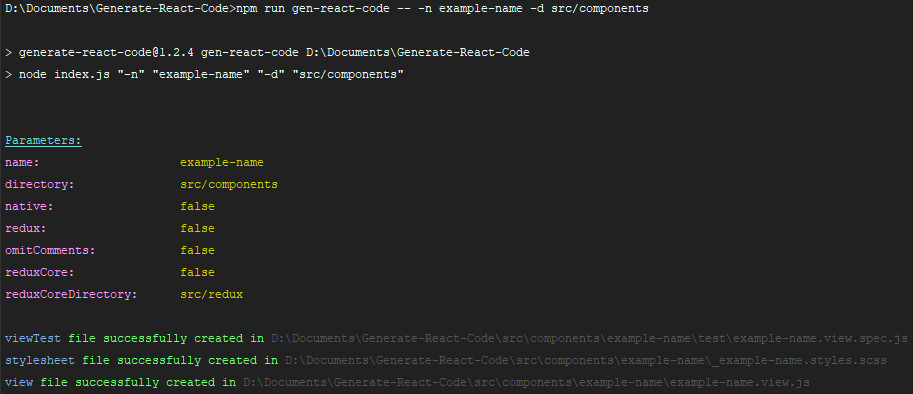 D:\Documents\Generate-React-Code>npm run gen-react-code -- -n example-name -d src/components
> generate-react-code@1.2.4 gen-react-code D:\Documents\Generate-React-Code
> node index.js "-n" "example-name" "-d" "src/components"
Parameters:
name: example-name
directory: src/components
native: false
redux: false
omitComments: false
reduxCore: false
reduxCoreDirectory: src/redux
viewTest file successfully created in D:\Documents\Generate-React-Code\src\components\example-name\test\example-name.view.spec.js
stylesheet file successfully created in D:\Documents\Generate-React-Code\src\components\example-name\_example-name.styles.scss
view file successfully created in D:\Documents\Generate-React-Code\src\components\example-name\example-name.view.js